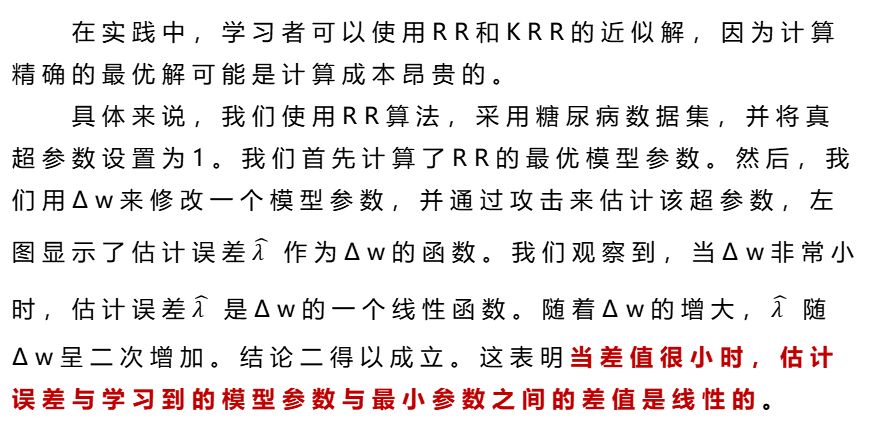 在实践中，学习者可以使用RR和KRR的近似解，因为计算
精确的最优解可能是计算成本昂贵的。
具体来说，我们使用RR算法，采用糖尿病数据集，并将真
超参数设置为1。我们首先计算了RR的最优模型参数。然后，我
们用Δw来修改一个模型参数，并通过攻击来估计该超参数，左
图显示了估计误差λ̂ 作为Δw的函数。我们观察到，当Δw非常小
时，估计误差λ̂ 是Δw的一个线性函数。随着Δw的增大，λ̂ 随
Δw呈二次增加。结论二得以成立。这表明当差值很小时，估计
误差与学习到的模型参数与最小参数之间的差值是线性的。